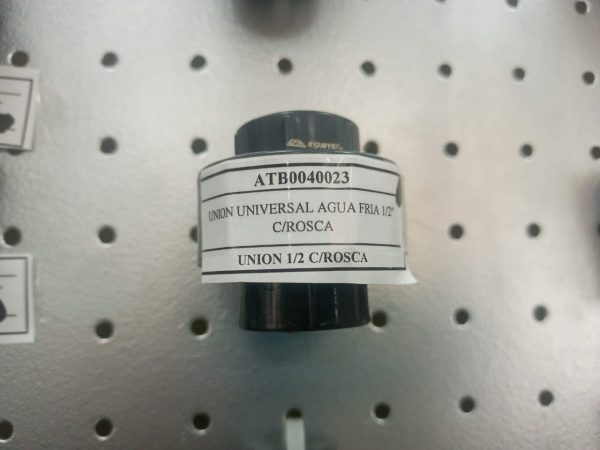 ATB0040023
UNION UNIVERSAL AGUA FRIA 1/2"
C/ROSCA
UNION 1/2 C/ROSCA